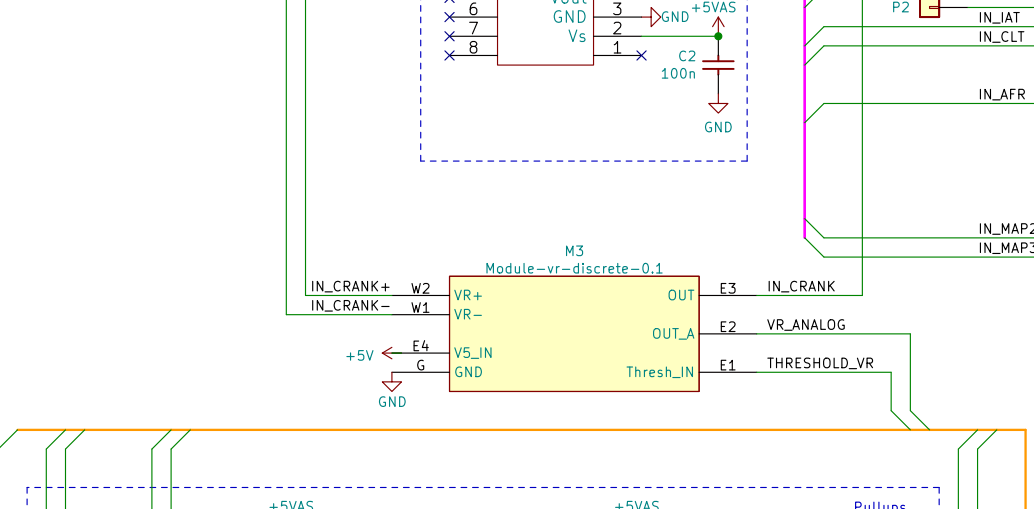 Vout
+5VAS
P2
6
GND
3
GND
IN_IAT
7
Vs
2
IN_CLT
8
1
C2
100n
IN_AFR
GND
IN_MAP2
IN_MAP3
M3
Module-vr-discrete-0.1
IN_CRANK+
W2
VR+
OUT
E3
IN_CRANK
IN_CRANK-
W1
VR-
OUT_A
E2
VR_ANALOG
+5V
E4
V5_IN
G
GND
Thresh_IN
E1
THRESHOLD_VR
GND
+5VAS
+5VAS
Pullups